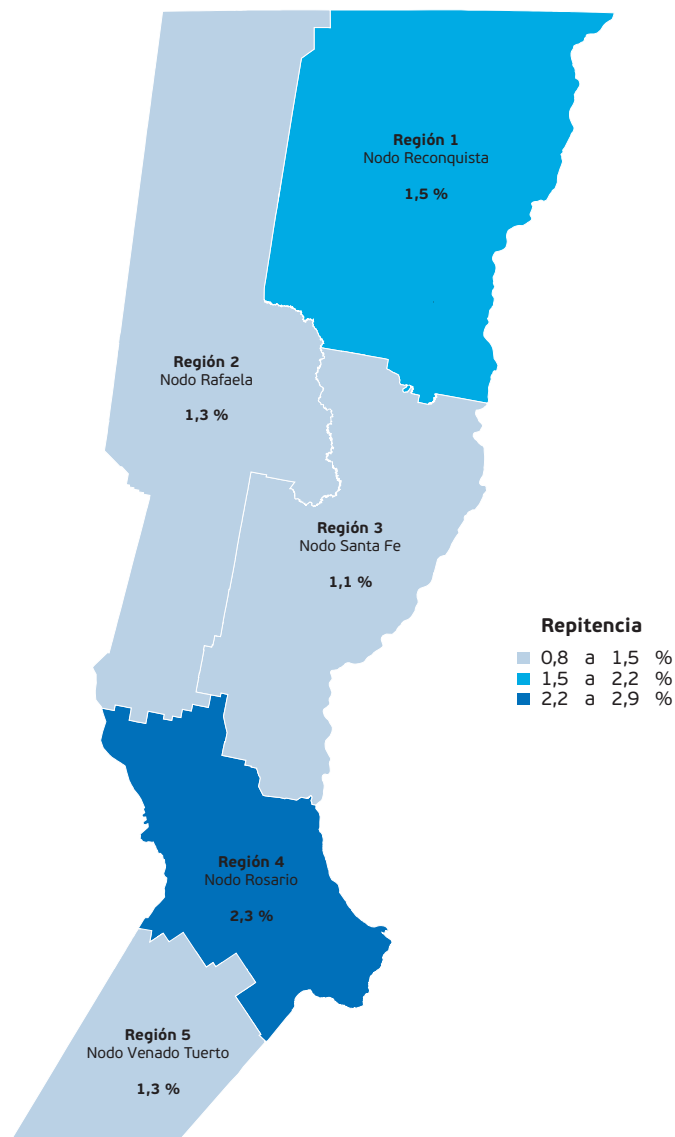 Región 1
Nodo Reconquista
1,5 %
Región 2
Nodo Rafaela
1,3 %
Región 3
Nodo Santa Fe
1,1 %
Repitencia
0,8 a 1,5 %
1,5 a 2,2 %
2,2 a 2,9 %
Región 4
Nodo Rosario
2,3 %
Región 5
Nodo Venado Tuerto
1,3 %